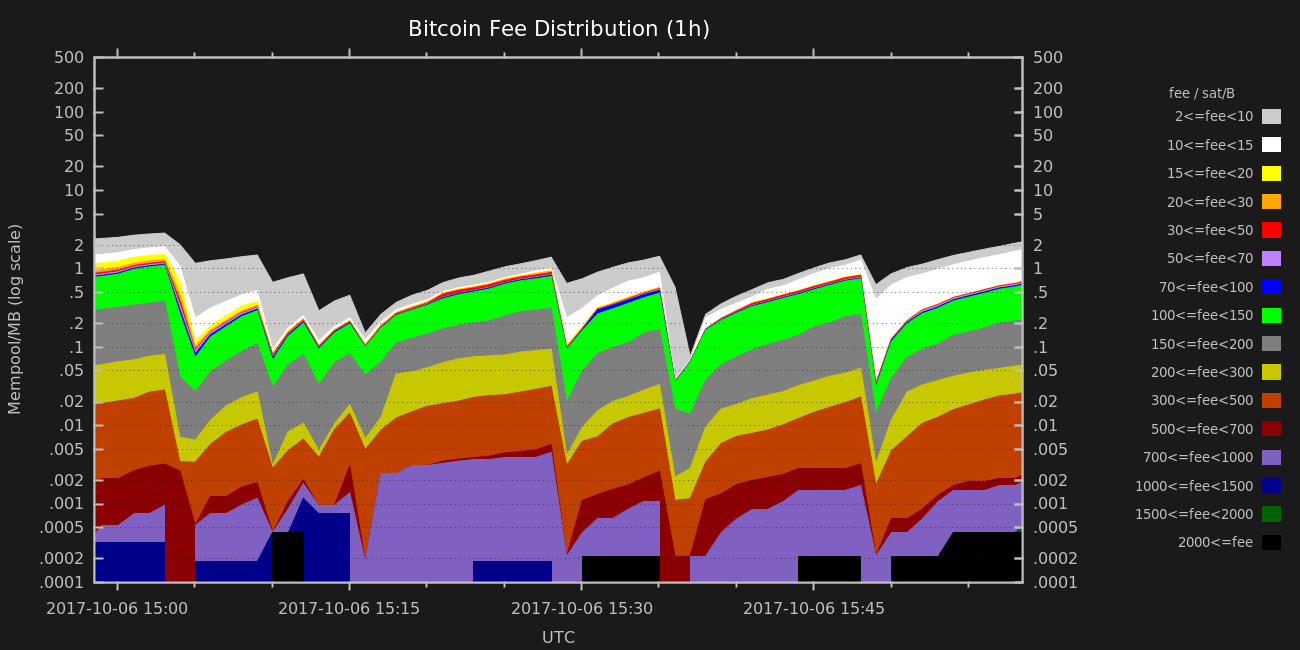 Bitcoin Fee Distribution (1h)
500 500
200 200
100 100
50 50
20 20
10 10
5 5
2 2
1 1
.5 .5
.2 .2
.1 .1
.05 .05
.02 .02
.01 .01
.005 .005
.002 .002
.001 .001
.0005 .0005
.0002 .0002
.0001 .0001
Mempool/MB (log scale)
2017-10-06 15:00 2017-10-06 15:15 2017-10-06 15:30 2017-10-06 15:45
UTC
fee / sat/B
2<=fee<10
10<=fee<15
15<=fee<20
20<=fee<30
30<=fee<50
50<=fee<70
70<=fee<100
100<=fee<150
150<=fee<200
200<=fee<300
300<=fee<500
500<=fee<700
700<=fee<1000
1000<=fee<1500
1500<=fee<2000
2000<=fee